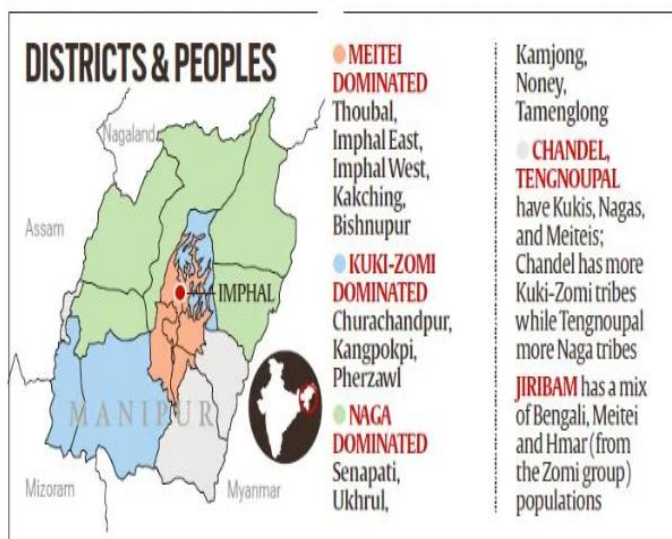 DISTRICTS & PEOPLES
Nagaland
Assam
IMPHAL
MANIPUR
Mizoram
Myanmar
MEITEI
DOMINATED
Thoubal,
Imphal East,
Imphal West,
Kakching,
Bishnupur
KUKI-ZOMI
DOMINATED
Churachandpur,
Kangpokpi,
Pherzawl
NAGA
DOMINATED
Senapati,
Ukhrul,
Kamjong,
Noney,
Tamenglong
CHANDEL,
TENGNOUPAL
have Kukis, Nagas,
and Meiteis;
Chandel has more
Kuki-Zomi tribes
while Tengnoupal
more Naga tribes
JIRIBAM has a mix
of Bengali, Meitei
and Hmar (from
the Zomi group)
populations